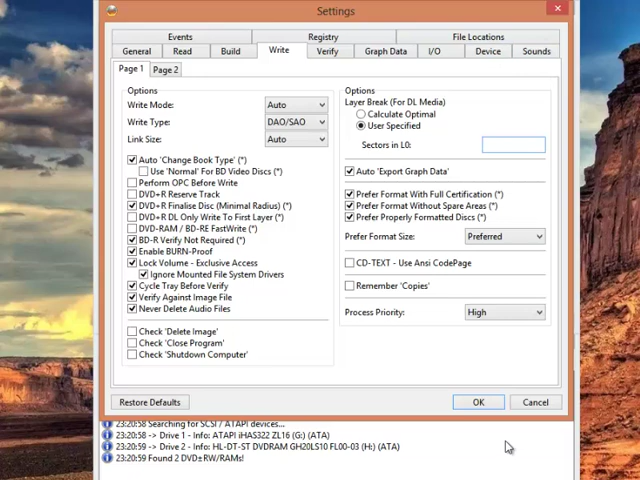 Settings
Events
Registry
File Locations
General
Read
Build
Write
Verify
Graph Data
I/O
Device
Sounds
Page 1
Page 2
Options
Write Mode:
Auto
Write Type:
DAO/SAO
Link Size:
Auto
Auto 'Change Book Type' (*)
Use 'Normal' For BD Video Discs (*)
Perform OPC Before Write
DVD+R Reserve Track
DVD+R Finalise Disc (Minimal Radius) (*)
DVD+R DL Only Write To First Layer (*)
DVD-RAM / BD-RE FastWrite (*)
BD-R Verify Not Required (*)
Enable BURN-Proof
Lock Volume - Exclusive Access
Ignore Mounted File System Drivers
Cycle Tray Before Verify
Verify Against Image File
Never Delete Audio Files
Check 'Delete Image'
Check 'Close Program'
Check 'Shutdown Computer'
Options
Layer Break (For DL Media)
Calculate Optimal
User Specified
Sectors in L0:
Auto 'Export Graph Data'
Prefer Format With Full Certification (*)
Prefer Format Without Spare Areas (*)
Prefer Properly Formatted Discs (*)
Prefer Format Size:
Preferred
CD-TEXT - Use Ansi CodePage
Remember 'Copies'
Process Priority:
High
Restore Defaults
OK
Cancel
23:20:58 Searching for SCSI / ATAPI devices...
23:20:58 -> Drive 1 - Info: ATAPI iHAS322 ZL16 (G:) (ATA)
23:20:59 -> Drive 2 - Info: HL-DT-ST DVDRAM GH20LS10 FL00-03 (H:) (ATA)
23:20:59 Found 2 DVD±RW/RAMs!